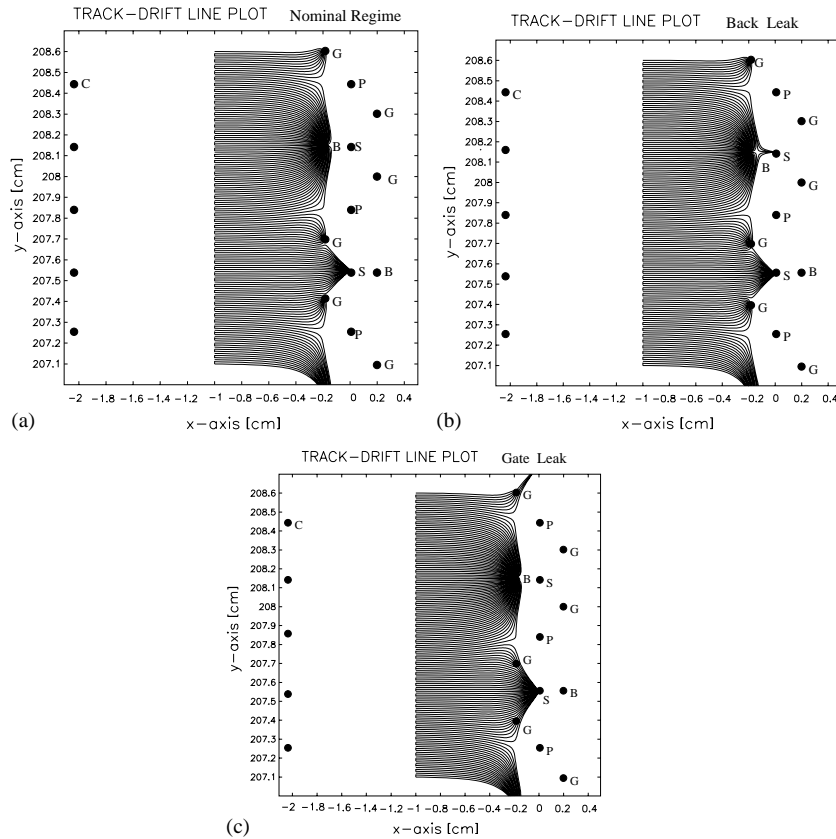 TRACK–DRIFT LINE PLOT Nominal Regime
y–axis [cm]
208.6
208.5
208.4
208.3
208.2
208.1
208
207.9
207.8
207.7
207.6
207.5
207.4
207.3
207.2
207.1
G
C
P
G
B S
G
P
G
S B
G
P
G
–2 –1.8 –1.6 –1.4 –1.2 –1 –0.8 –0.6 –0.4 –0.2 0 0.2 0.4
x–axis [cm]
(a)
TRACK–DRIFT LINE PLOT Back Leak
y–axis [cm]
208.6
208.5
208.4
208.3
208.2
208.1
208
207.9
207.8
207.7
207.6
207.5
207.4
207.3
207.2
207.1
G
C
P
G
S
B
G
P
G
S B
G
P
G
–2 –1.8 –1.6 –1.4 –1.2 –1 –0.8 –0.6 –0.4 –0.2 0 0.2 0.4
x–axis [cm]
(b)
TRACK–DRIFT LINE PLOT Gate Leak
y–axis [cm]
208.6
208.5
208.4
208.3
208.2
208.1
208
207.9
207.8
207.7
207.6
207.5
207.4
207.3
207.2
207.1
G
C
P
G
B S
G
P
G
S B
G
P
G
–2 –1.8 –1.6 –1.4 –1.2 –1 –0.8 –0.6 –0.4 –0.2 0 0.2 0.4
x–axis [cm]
(c)